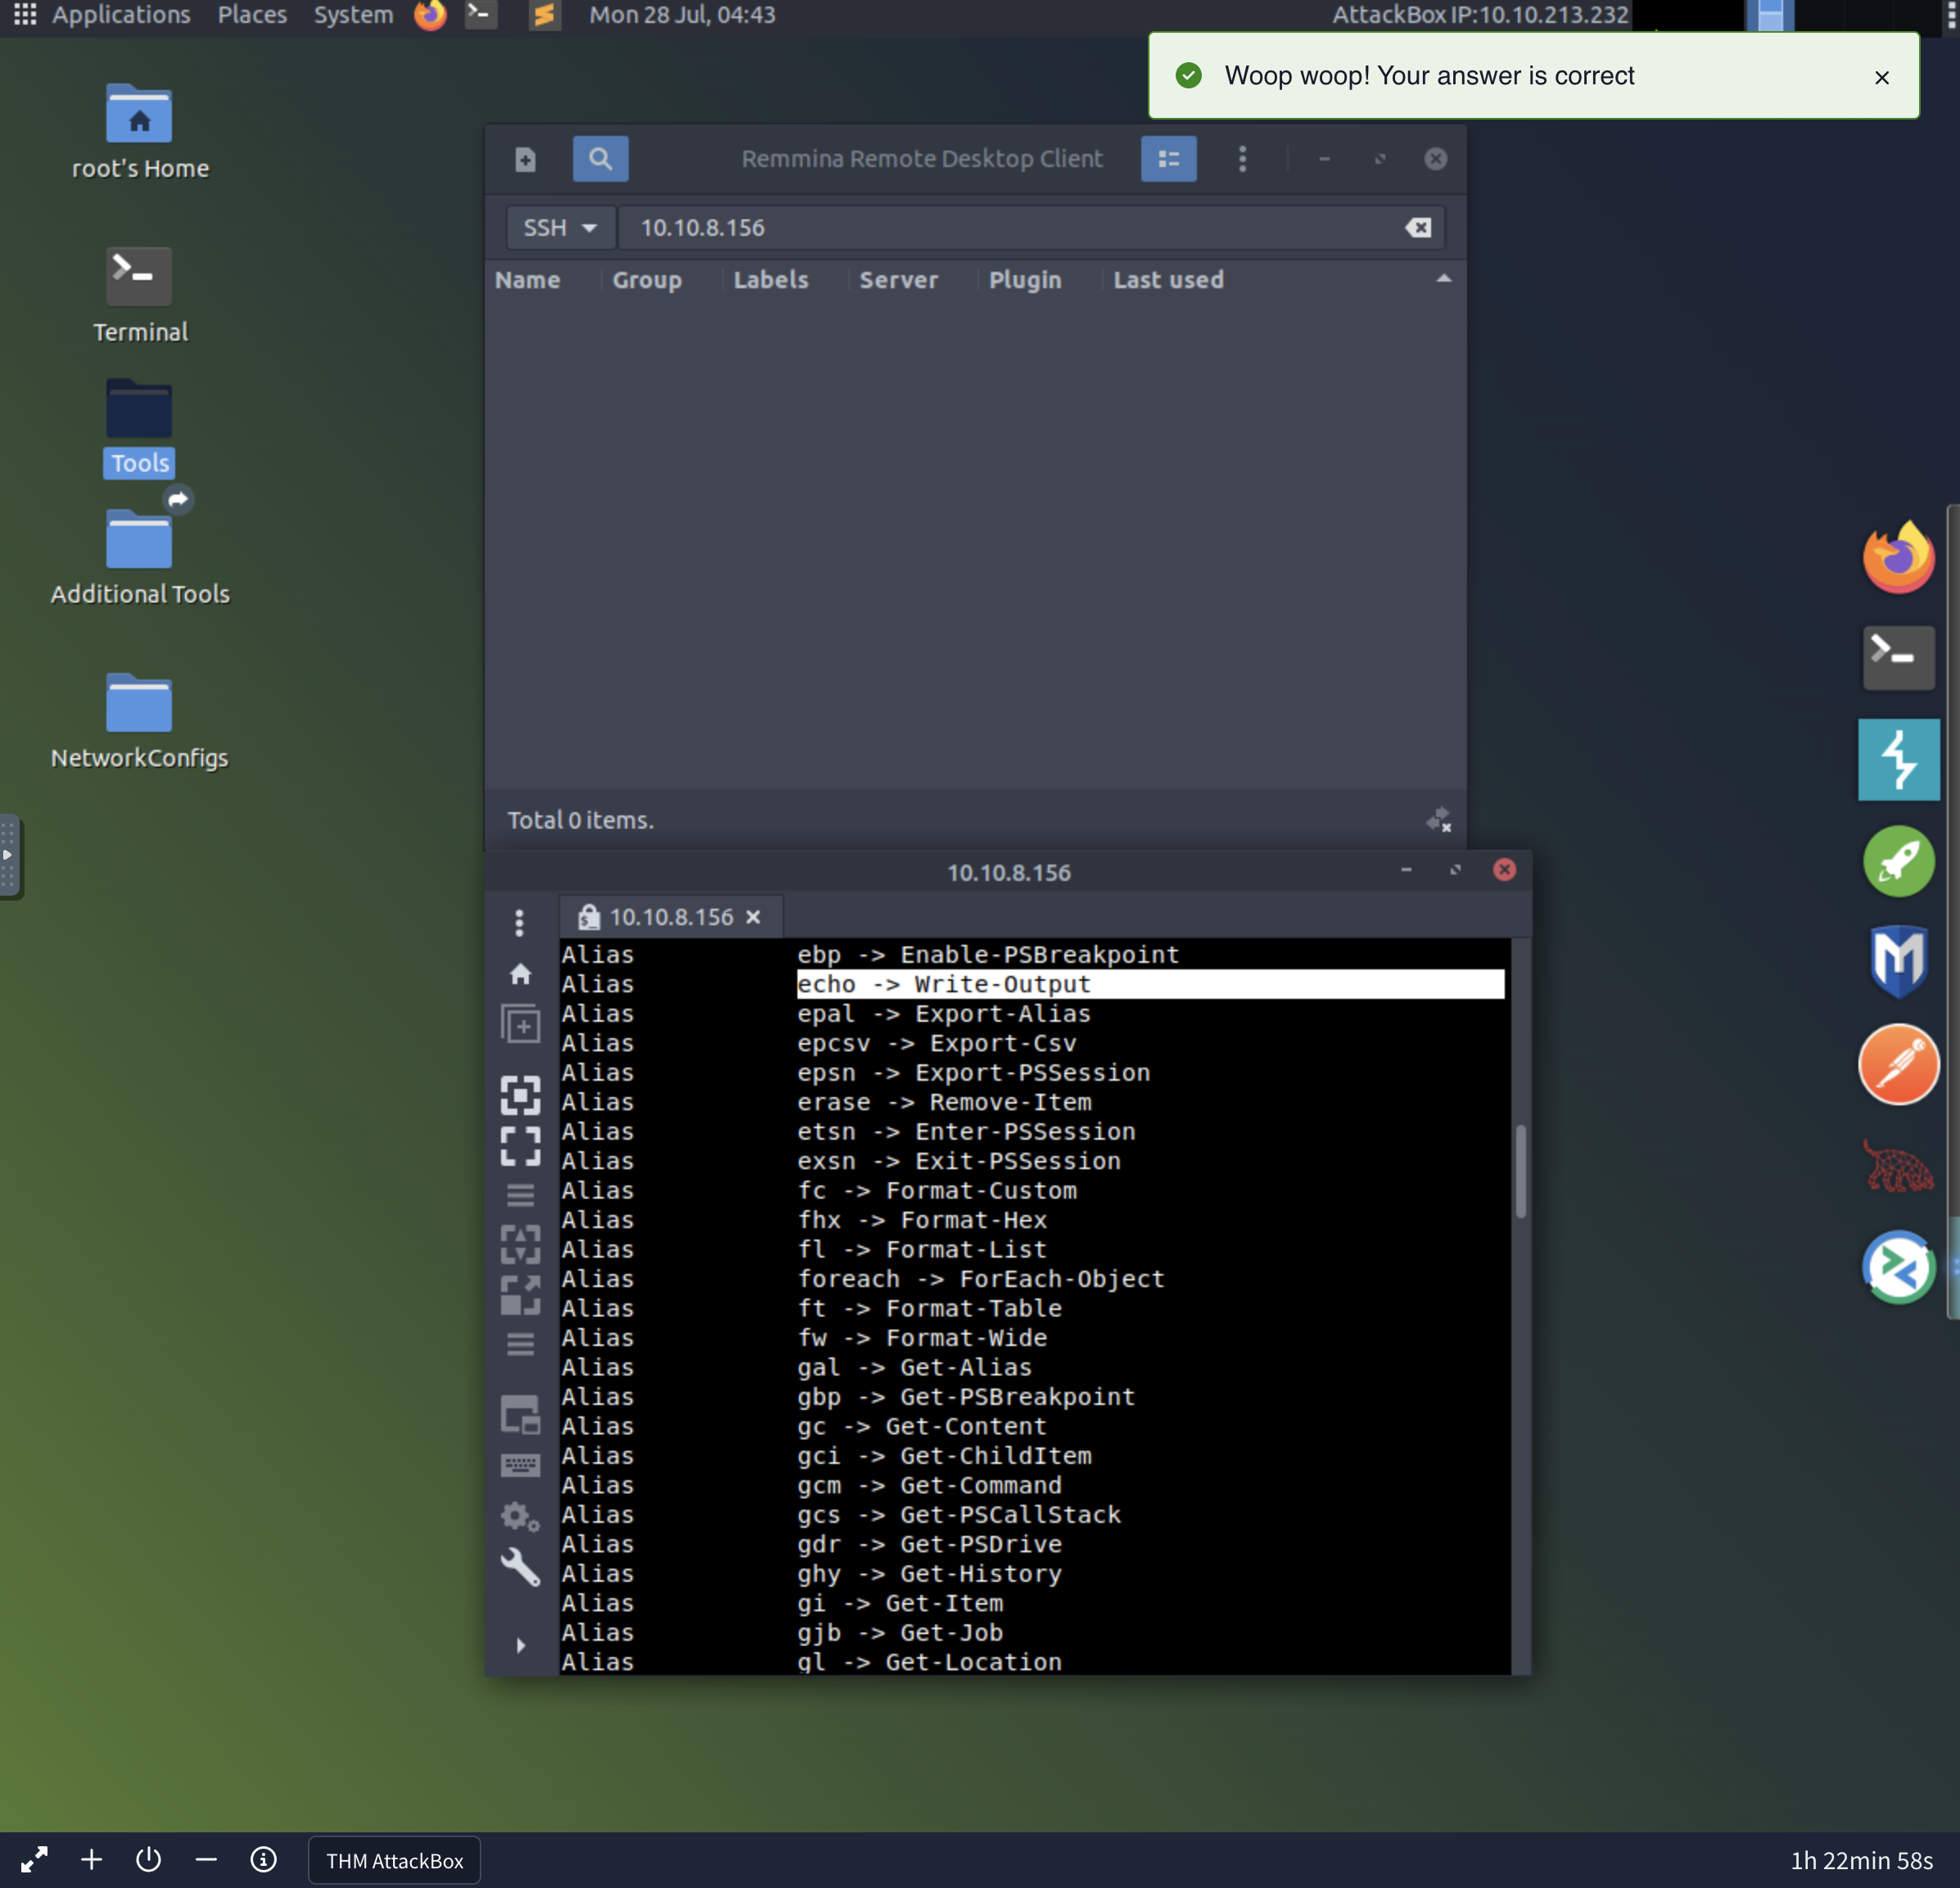 Applications Places System Mon 28 Jul, 04:43 AttackBox IP:10.10.213.232
Woop woop! Your answer is correct
root's Home
Terminal
Tools
Additional Tools
NetworkConfigs
Remmina Remote Desktop Client
SSH 10.10.8.156
Name Group Labels Server Plugin Last used
Total 0 items.
10.10.8.156
10.10.8.156
Alias ebp -> Enable-PSBreakpoint
Alias echo -> Write-Output
Alias epal -> Export-Alias
Alias epcsv -> Export-Csv
Alias epsn -> Export-PSSession
Alias erase -> Remove-Item
Alias etsn -> Enter-PSSession
Alias exsn -> Exit-PSSession
Alias fc -> Format-Custom
Alias fhx -> Format-Hex
Alias fl -> Format-List
Alias foreach -> ForEach-Object
Alias ft -> Format-Table
Alias fw -> Format-Wide
Alias gal -> Get-Alias
Alias gbp -> Get-PSBreakpoint
Alias gc -> Get-Content
Alias gci -> Get-ChildItem
Alias gcm -> Get-Command
Alias gcs -> Get-PSCallStack
Alias gdr -> Get-PSDrive
Alias ghy -> Get-History
Alias gi -> Get-Item
Alias gjb -> Get-Job
Alias gl -> Get-Location
THM AttackBox
1h 22min 58s